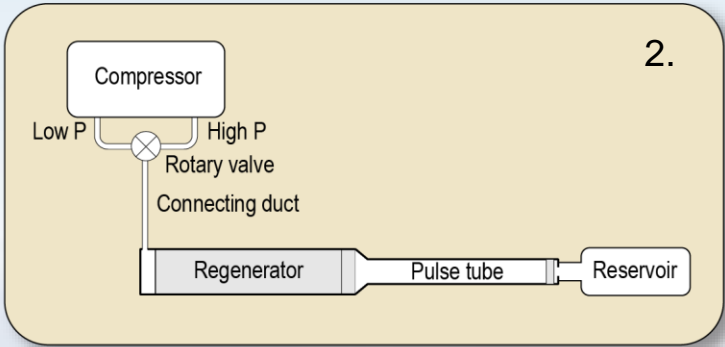 2.
Compressor
Low P
High P
Rotary valve
Connecting duct
Regenerator
Pulse tube
Reservoir